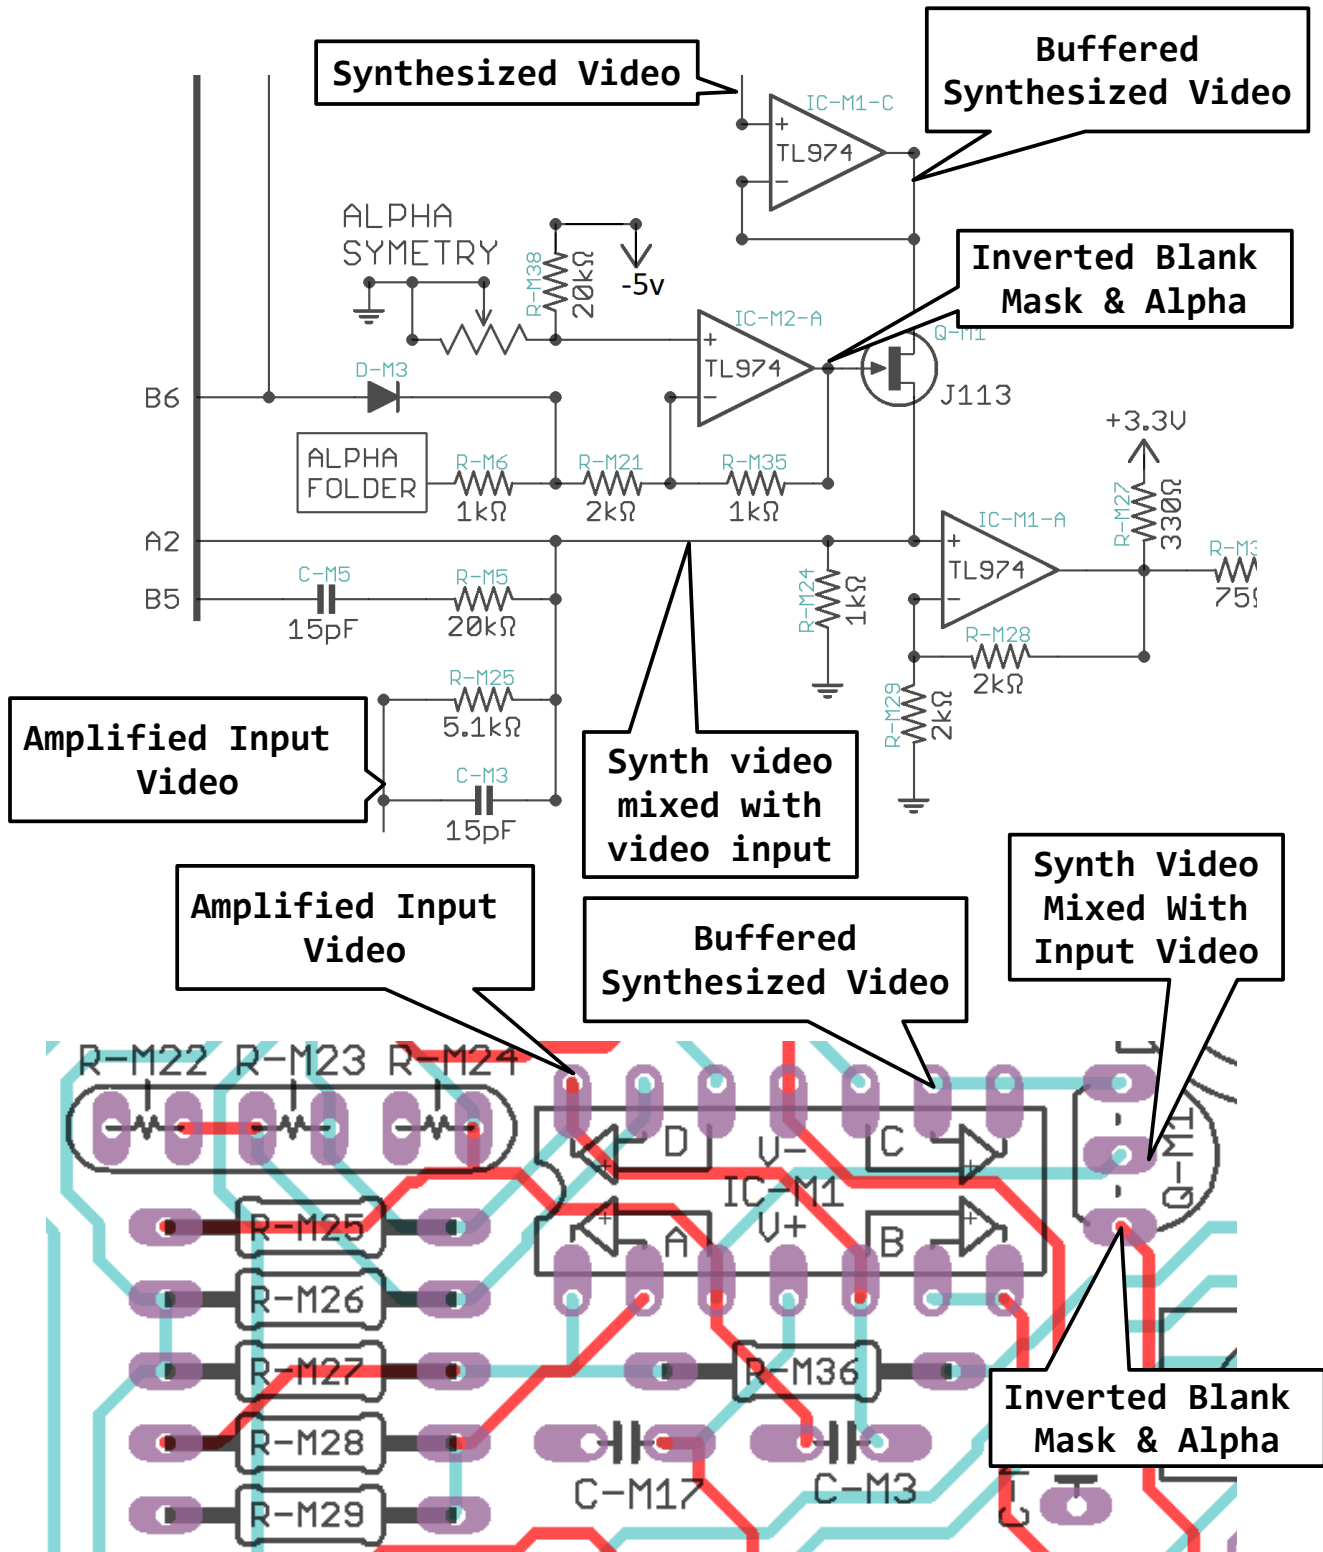 Synthesized Video
Buffered
Synthesized Video
IC-M1-C
+
TL974
-
ALPHA
SYMETRY
R-M38
20kΩ
-5v
Inverted Blank
Mask & Alpha
IC-M2-A
+
TL974
-
Q-M1
J113
D-M3
B6
ALPHA
FOLDER
R-M6
1kΩ
R-M21
2kΩ
R-M35
1kΩ
+3.3V
R-M27
330Ω
A2
IC-M1-A
+
TL974
-
R-M3
75Ω
C-M5
15pF
B5
R-M5
20kΩ
R-M24
1kΩ
R-M28
2kΩ
R-M29
2kΩ
R-M25
5.1kΩ
Amplified Input
Video
C-M3
15pF
Synth video
mixed with
video input
Amplified Input
Video
Buffered
Synthesized Video
Synth Video
Mixed With
Input Video
R-M22
R-M23
R-M24
D
V-
C
IC-M1
V+
A
B
+
+
+
+
Q-M1
R-M25
R-M26
R-M27
R-M36
R-M28
R-M29
C-M17
C-M3
Inverted Blank
Mask & Alpha